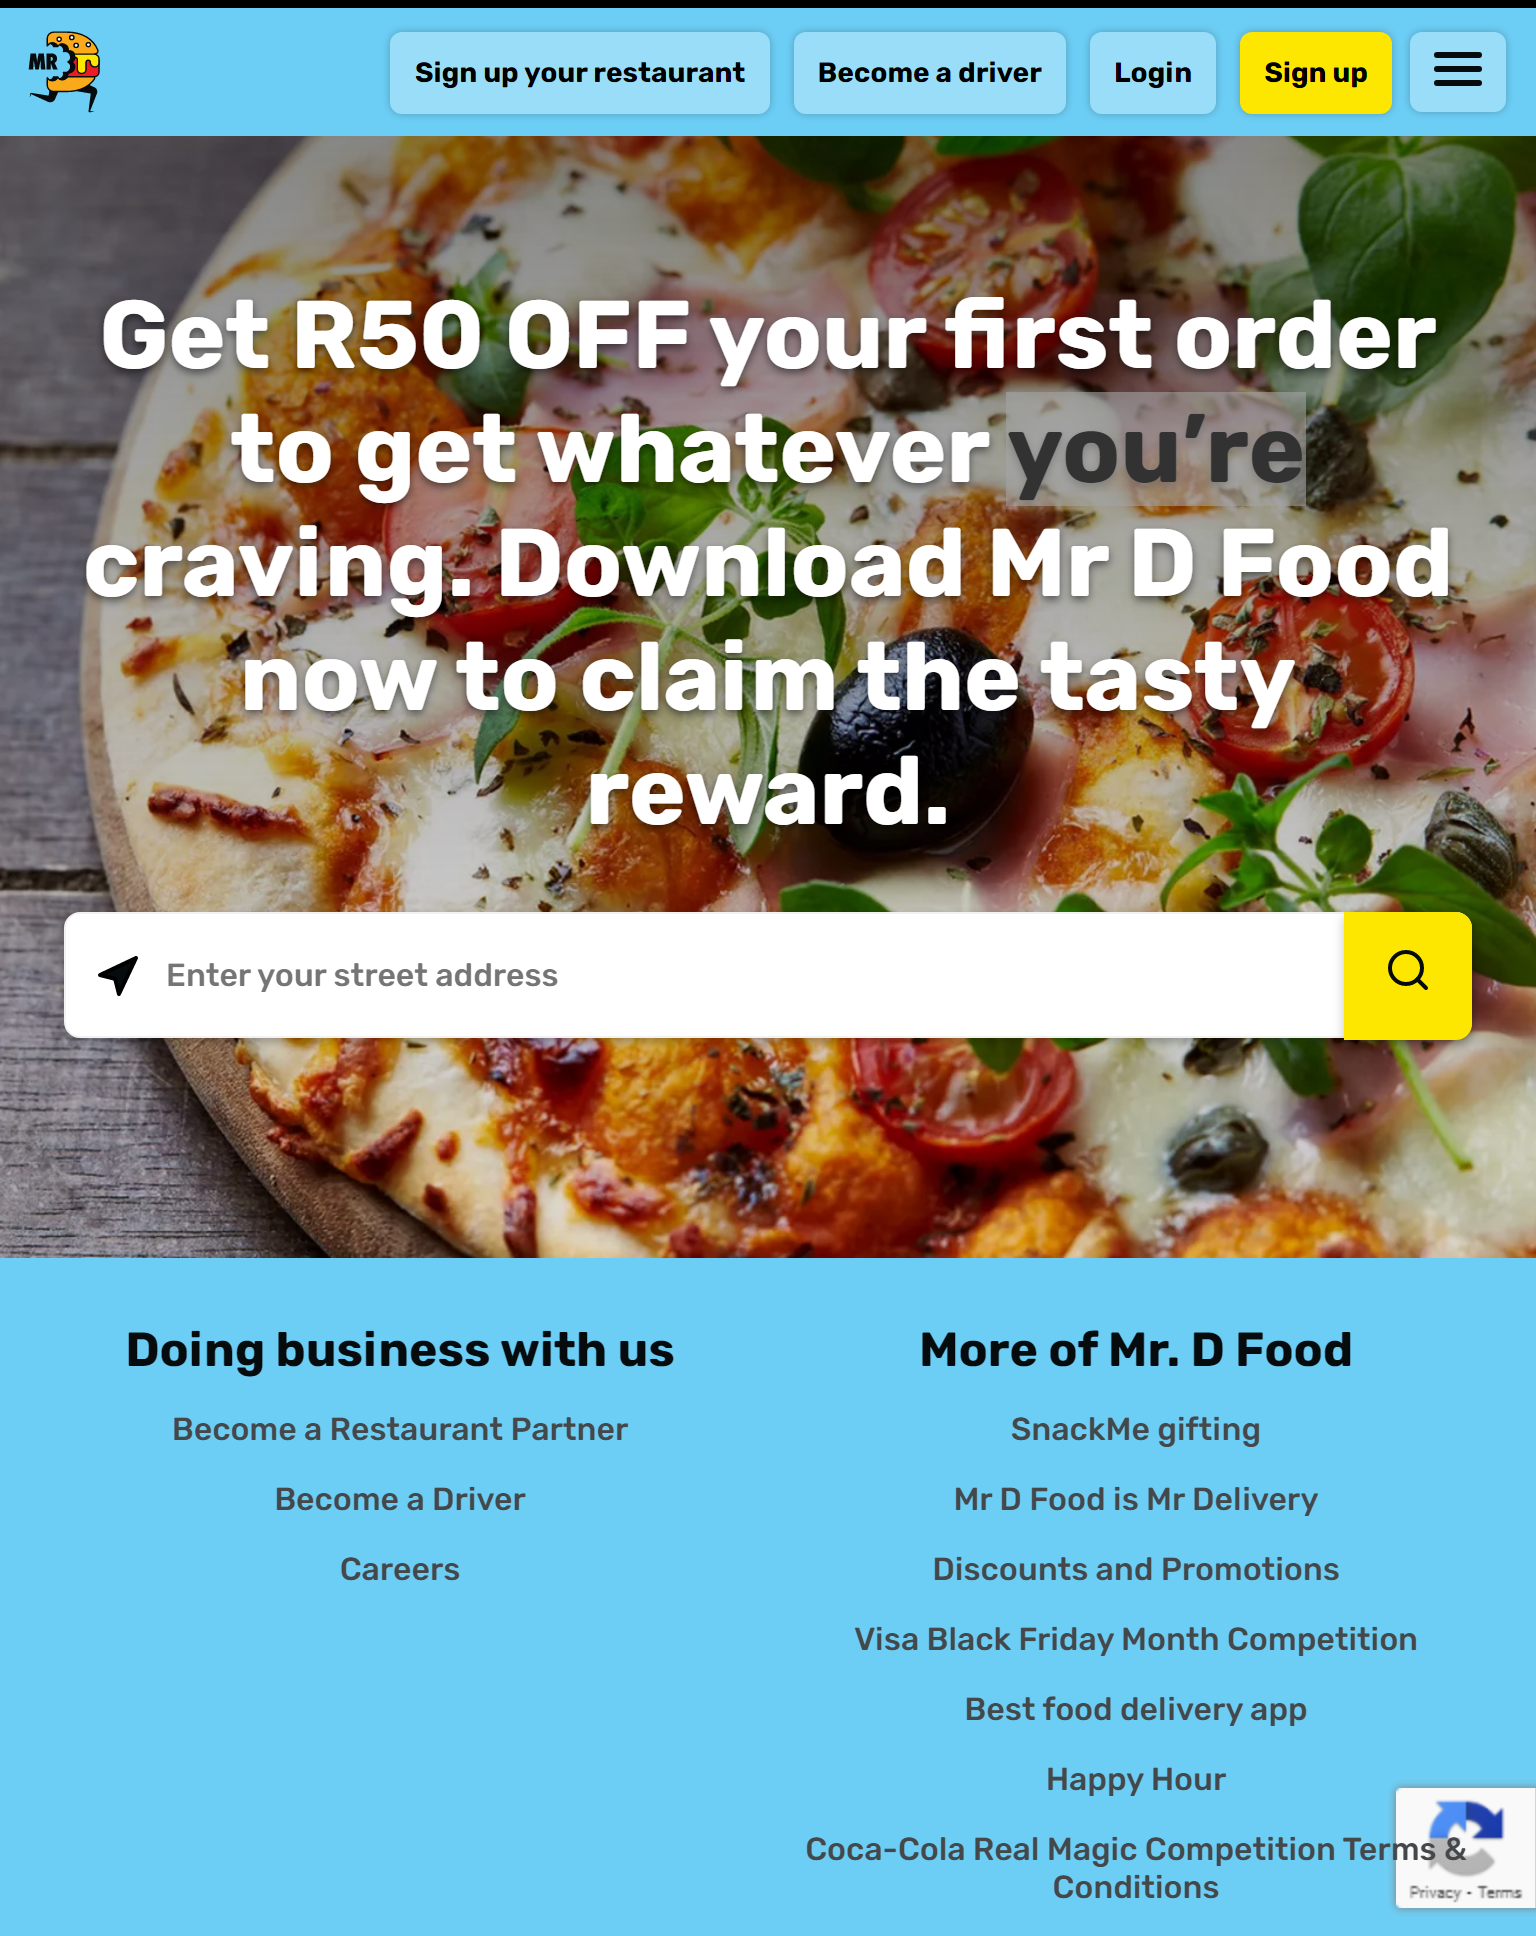 MR D
Sign up your restaurant
Become a driver
Login
Sign up
Get R50 OFF your first order
to get whatever you’re
craving. Download Mr D Food
now to claim the tasty
reward.
Enter your street address
Doing business with us
Become a Restaurant Partner
Become a Driver
Careers
More of Mr. D Food
SnackMe gifting
Mr D Food is Mr Delivery
Discounts and Promotions
Visa Black Friday Month Competition
Best food delivery app
Happy Hour
Coca-Cola Real Magic Competition Terms &
Conditions
Privacy - Terms